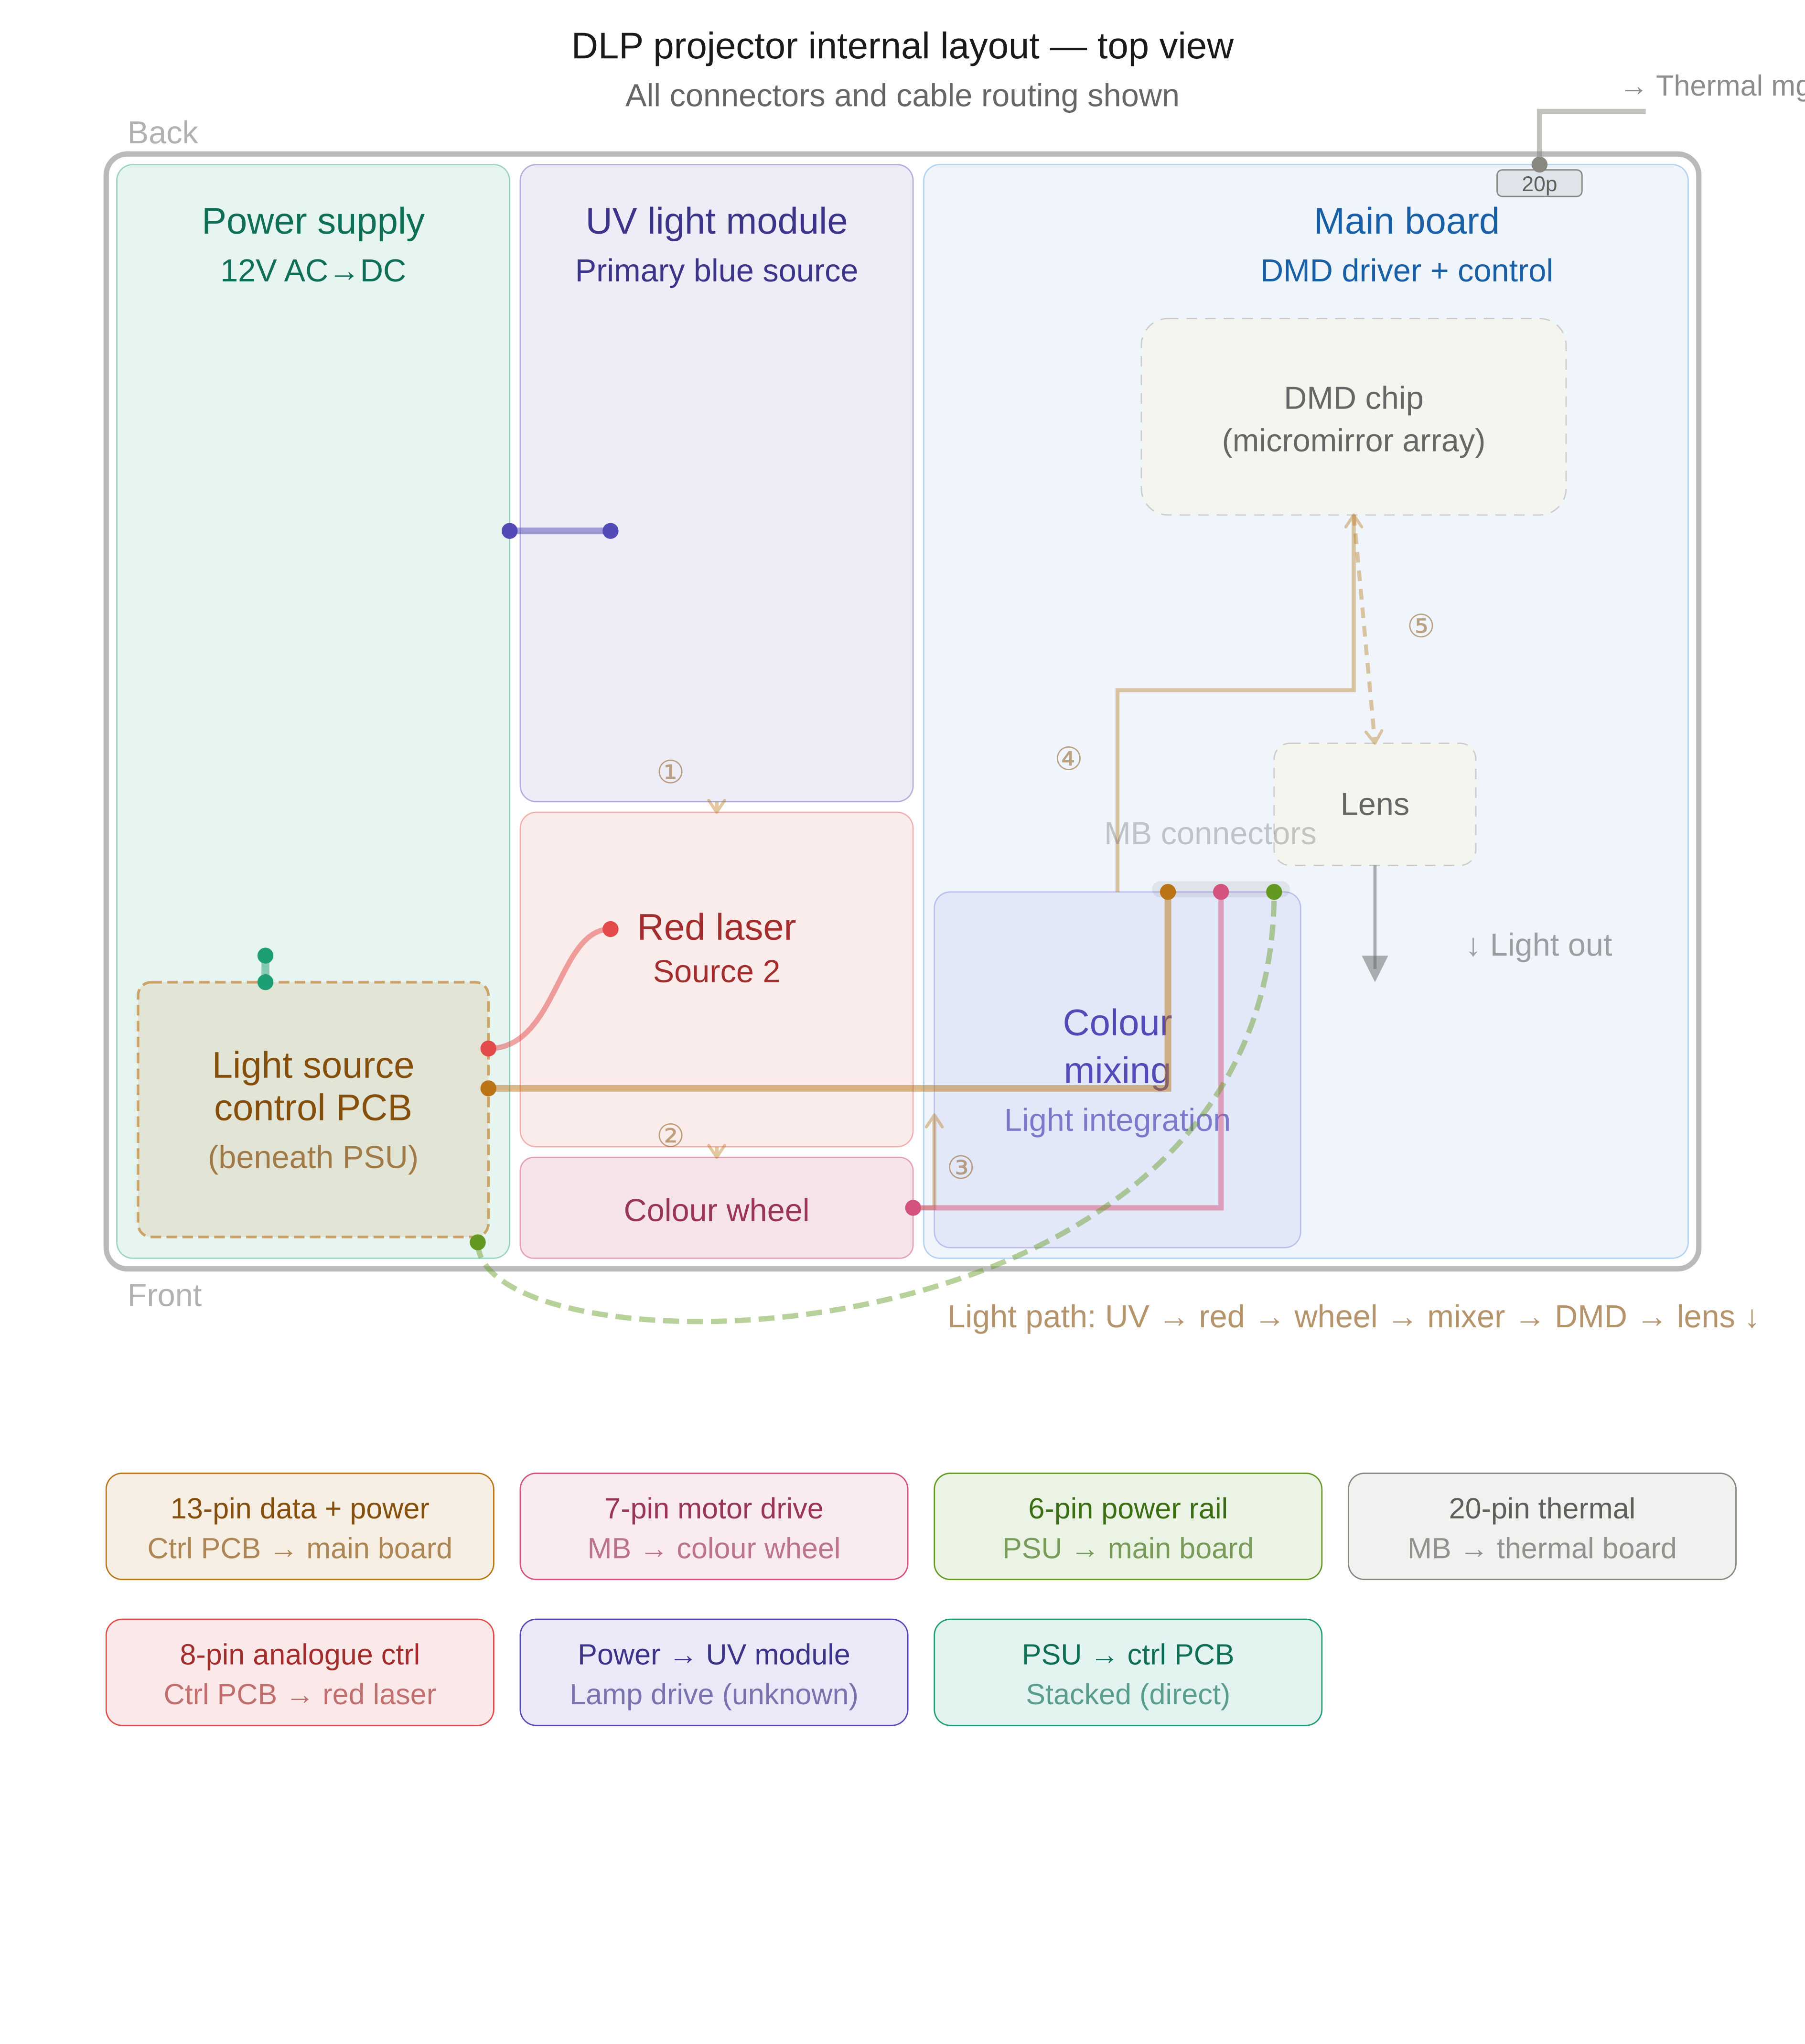 DLP projector internal layout — top view
All connectors and cable routing shown
→ Thermal mg
Back
20p
Power supply
12V AC→DC
UV light module
Primary blue source
Main board
DMD driver + control
DMD chip
(micromirror array)
⑤
①
④
Lens
MB connectors
Red laser
Source 2
↓ Light out
Colour
mixing
Light integration
Light source
control PCB
(beneath PSU)
②
③
Colour wheel
Front
Light path: UV → red → wheel → mixer → DMD → lens ↓
13-pin data + power
Ctrl PCB → main board
7-pin motor drive
MB → colour wheel
6-pin power rail
PSU → main board
20-pin thermal
MB → thermal board
8-pin analogue ctrl
Ctrl PCB → red laser
Power → UV module
Lamp drive (unknown)
PSU → ctrl PCB
Stacked (direct)